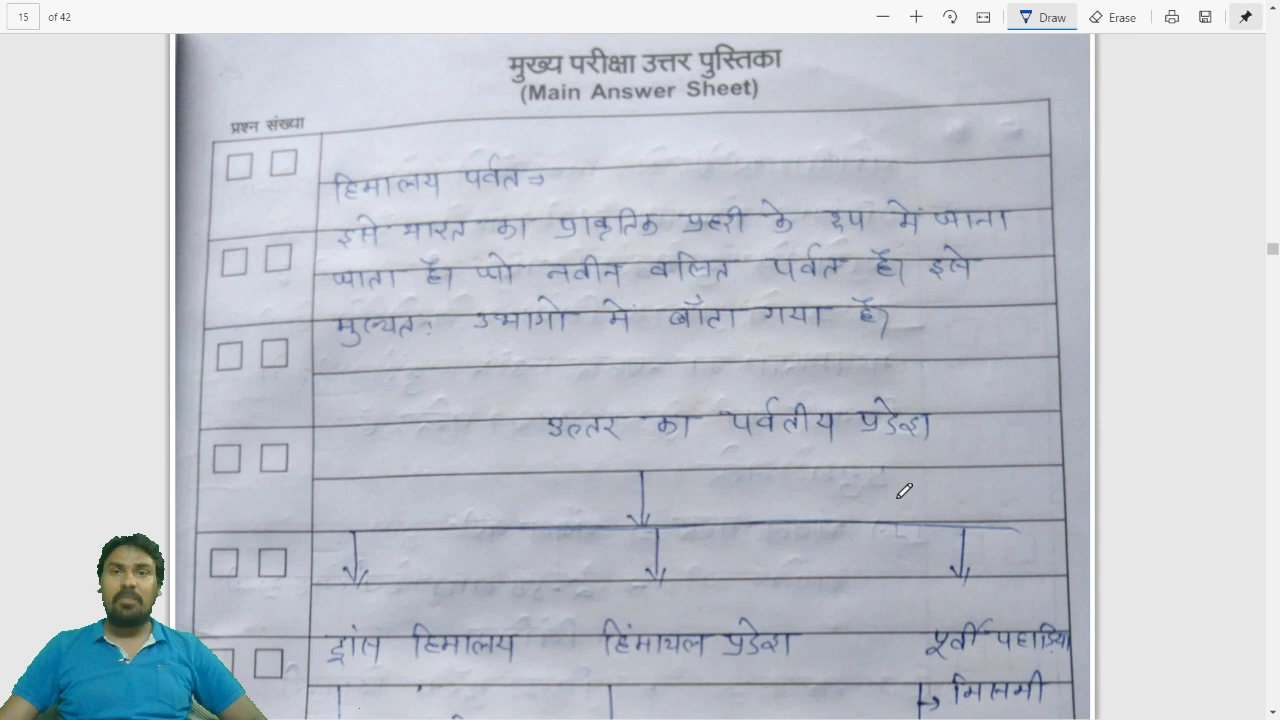 15 of 42 Draw Erase
मुख्य परीक्षा उत्तर पुस्तिका
(Main Answer Sheet)
प्रश्न संख्या
हिमालय पर्वत ⇒
इसे भारत का प्राकृतिक प्रहरी के रूप में जाना
जाता है। जो नवीन वलित पर्वत है। इसे
मुख्यतः 3 भागो में बाँटा गया है।
उत्तर का पर्वतीय प्रदेश
ट्रांस हिमालय हिंमाचल प्रदेश पूर्वी पहाड़िया
→ मिसमी